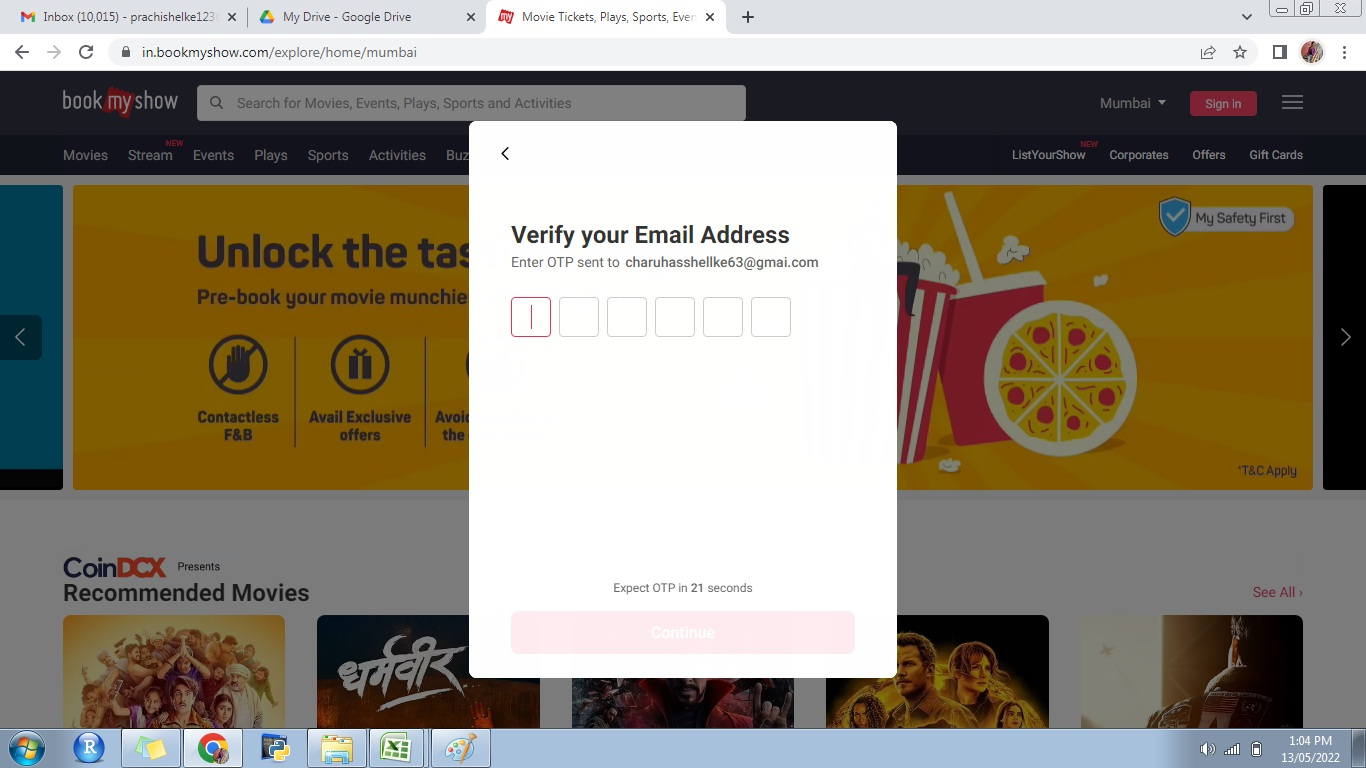 Inbox (10,015) - prachishelke123
My Drive - Google Drive
Movie Tickets, Plays, Sports, Even
in.bookmyshow.com/explore/home/mumbai
book my show
Search for Movies, Events, Plays, Sports and Activities
Mumbai
Sign in
Movies Stream NEW Events Plays Sports Activities Buz
ListYourShow NEW Corporates Offers Gift Cards
Unlock the tas
Pre-book your movie munchie
Contactless
F&B
Avail Exclusive
offers
Avoid
the
My Safety First
*T&C Apply
Verify your Email Address
Enter OTP sent to charuhasshellke63@gmai.com
Expect OTP in 21 seconds
Continue
CoinDCX Presents
Recommended Movies
See All ›
धर्मवीर
R
1:04 PM
13/05/2022